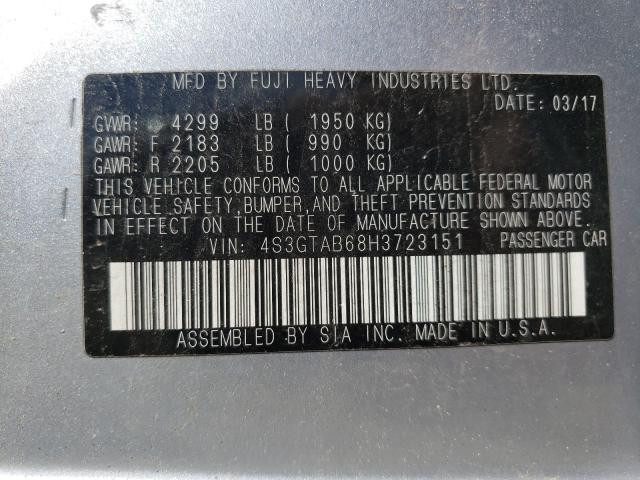 MFD BY FUJI HEAVY INDUSTRIES LTD.
DATE: 03/17
GVWR: 4299 LB ( 1950 KG)
GAWR: F 2183 LB ( 990 KG)
GAWR: R 2205 LB ( 1000 KG)
THIS VEHICLE CONFORMS TO ALL APPLICABLE FEDERAL MOTOR
VEHICLE SAFETY, BUMPER, AND THEFT PREVENTION STANDARDS
IN EFFECT ON THE DATE OF MANUFACTURE SHOWN ABOVE.
VIN: 4S3GTAB68H3723151 PASSENGER CAR
ASSEMBLED BY SIA INC. MADE IN U.S.A.